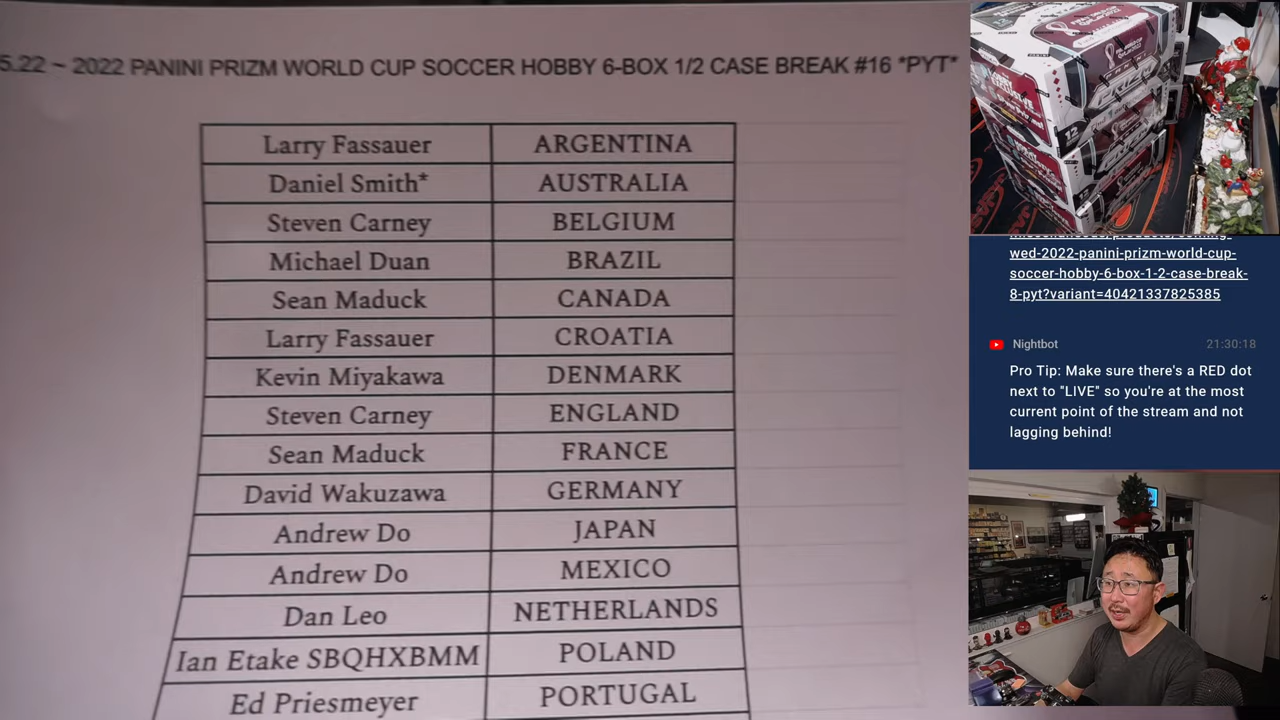 5.22 ~ 2022 PANINI PRIZM WORLD CUP SOCCER HOBBY 6-BOX 1/2 CASE BREAK #16 *PYT*
Larry Fassauer ARGENTINA
Daniel Smith* AUSTRALIA
Steven Carney BELGIUM
Michael Duan BRAZIL
Sean Maduck CANADA
Larry Fassauer CROATIA
Kevin Miyakawa DENMARK
Steven Carney ENGLAND
Sean Maduck FRANCE
David Wakuzawa GERMANY
Andrew Do JAPAN
Andrew Do MEXICO
Dan Leo NETHERLANDS
Ian Etake SBQHXBMM POLAND
Ed Priesmeyer PORTUGAL
wed-2022-panini-prizm-world-cup-
soccer-hobby-6-box-1-2-case-break-
8-pyt?variant=40421337825385
Nightbot 21:30:18
Pro Tip: Make sure there's a RED dot
next to "LIVE" so you're at the most
current point of the stream and not
lagging behind!